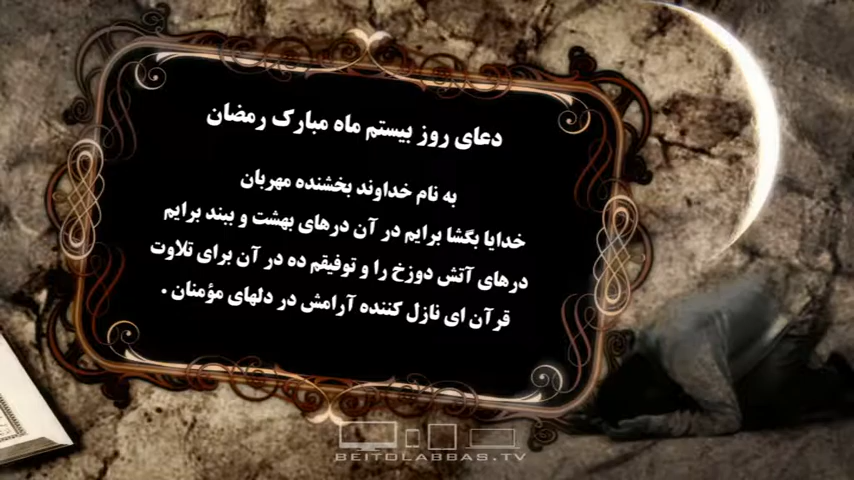 دعای روز بیستم ماه مبارک رمضان
به نام خداوند بخشنده مهربان
خدایا بگشا برایم در آن درهای بهشت و ببند برایم
درهای آتش دوزخ را و توفیقم ده در آن برای تلاوت
قرآن ای نازل کننده آرامش در دلهای مؤمنان .
BEITOLABBAS.TV